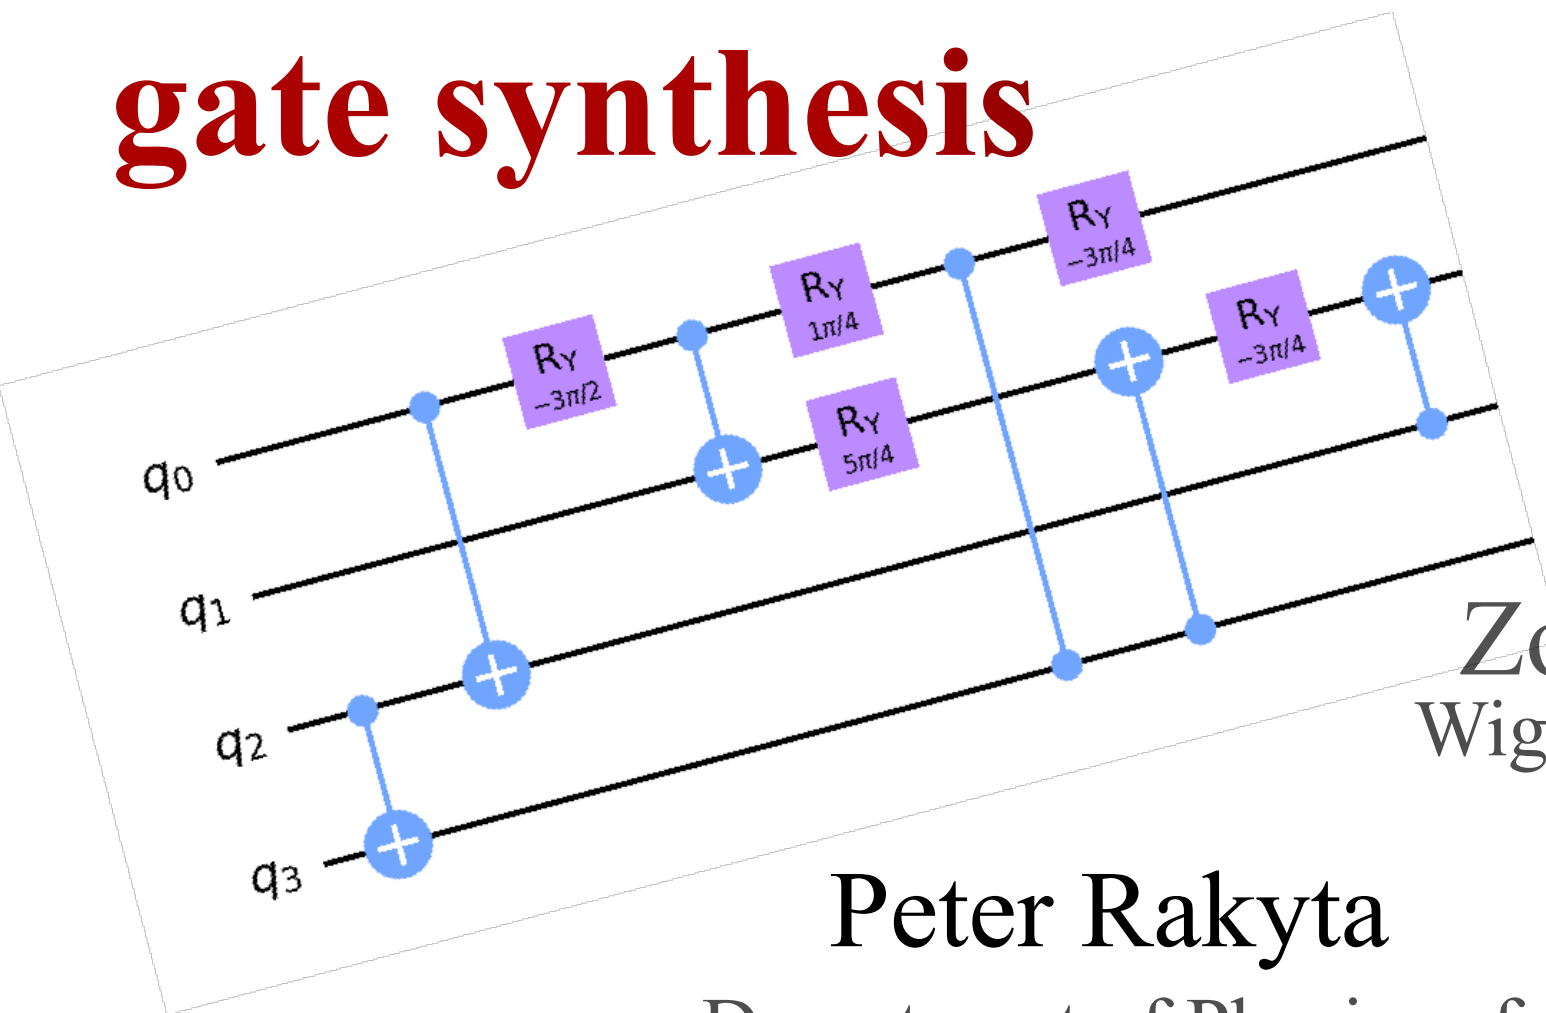 gate synthesis
RY
−3π/4
RY
1π/4
RY
−3π/4
RY
−3π/2
RY
5π/4
q0
q1
q2
q3
Wig
Peter Rakyta